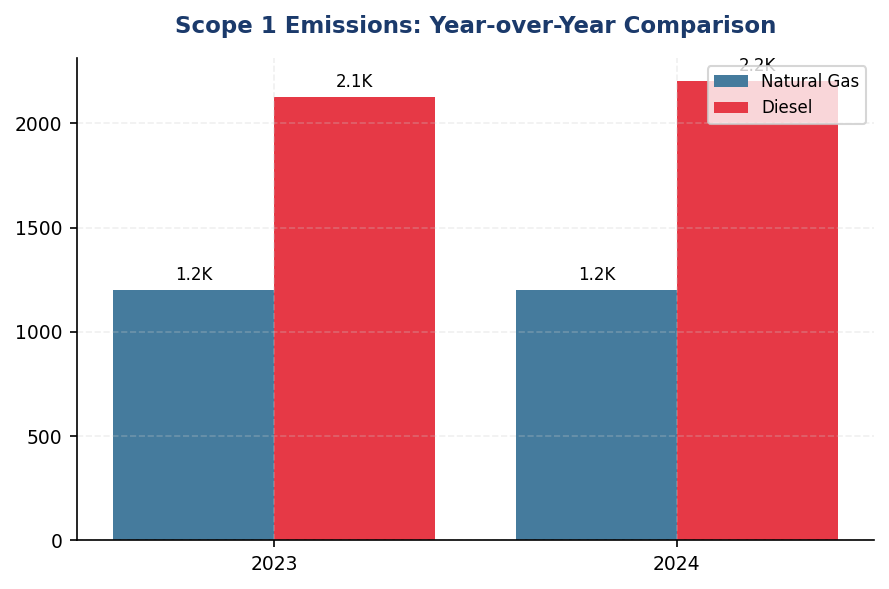 Scope 1 Emissions: Year-over-Year Comparison
2.2K
Natural Gas
Diesel
2.1K
2000
1500
1.2K
1.2K
1000
500
0
2023
2024